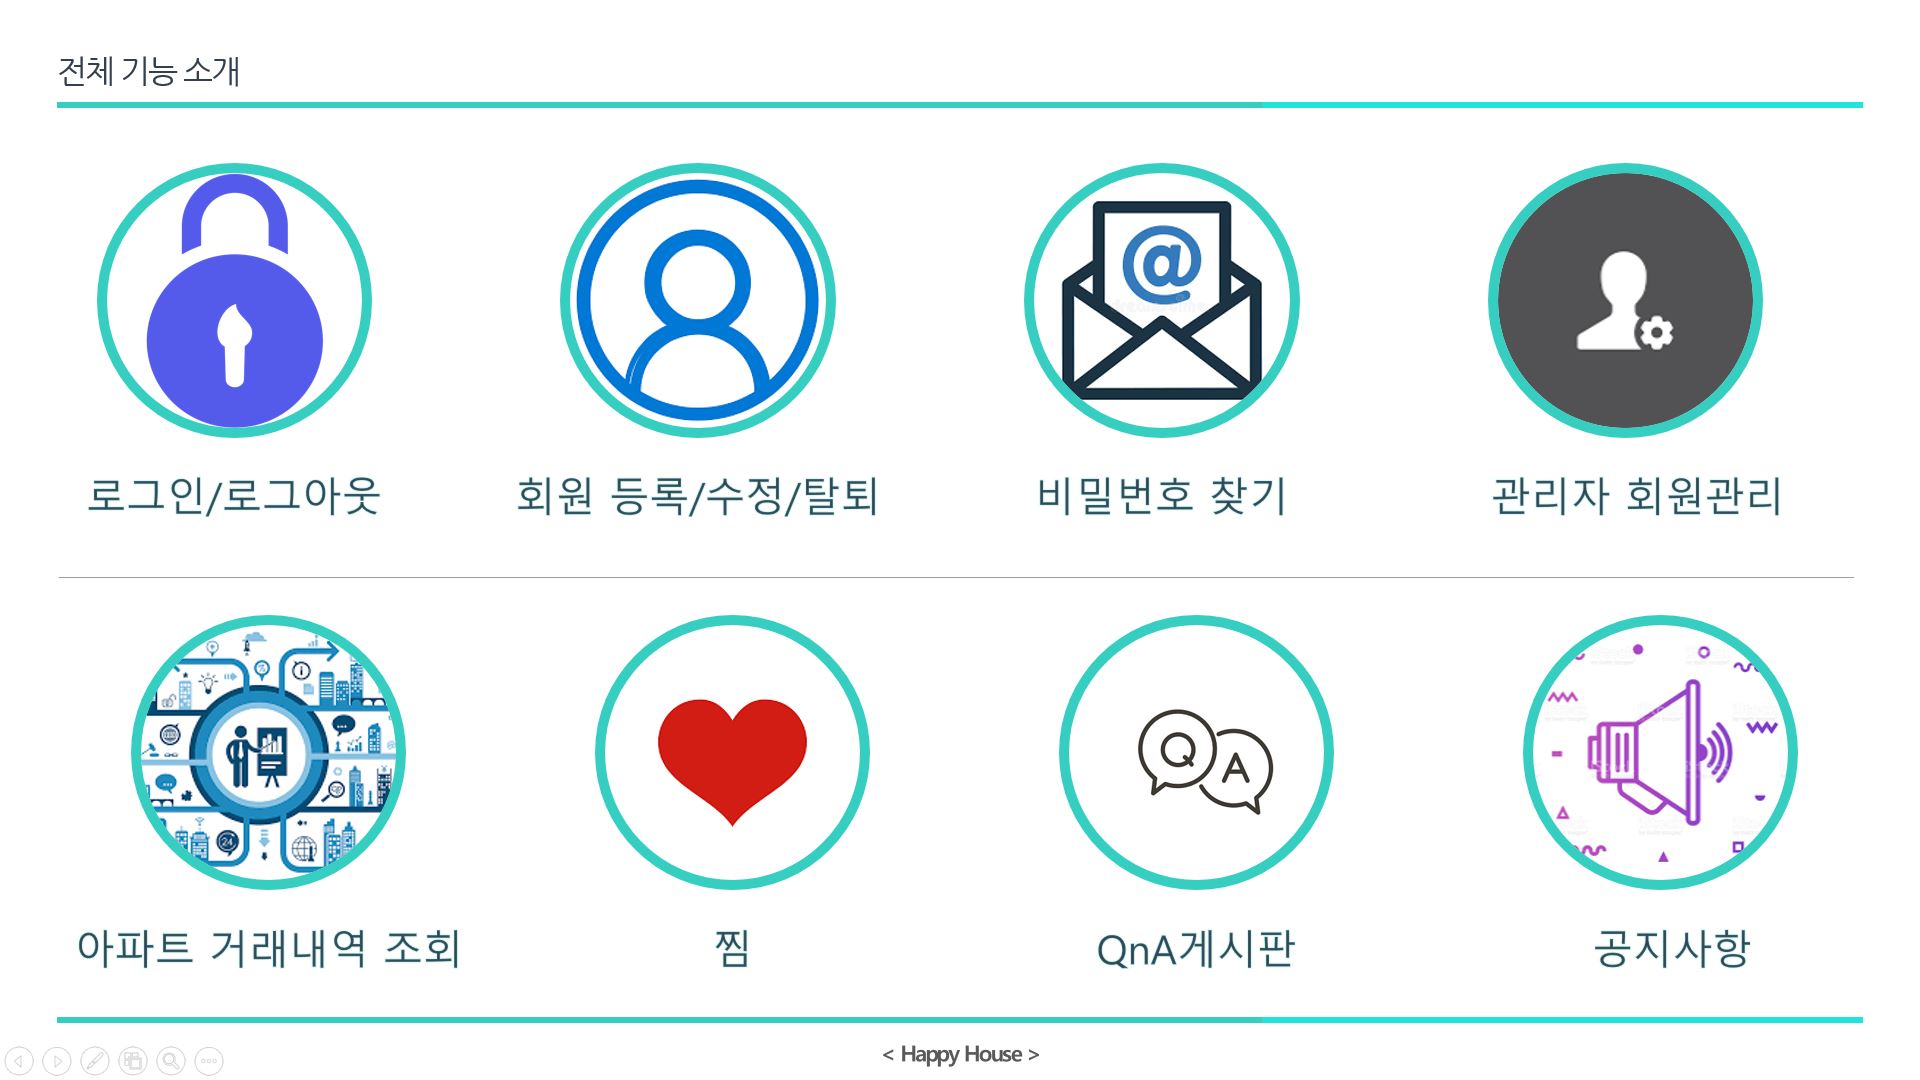 전체 기능 소개
로그인/로그아웃
회원 등록/수정/탈퇴
비밀번호 찾기
관리자 회원관리
@
아파트 거래내역 조회
찜
QnA게시판
공지사항
Q A
24
< Happy House >